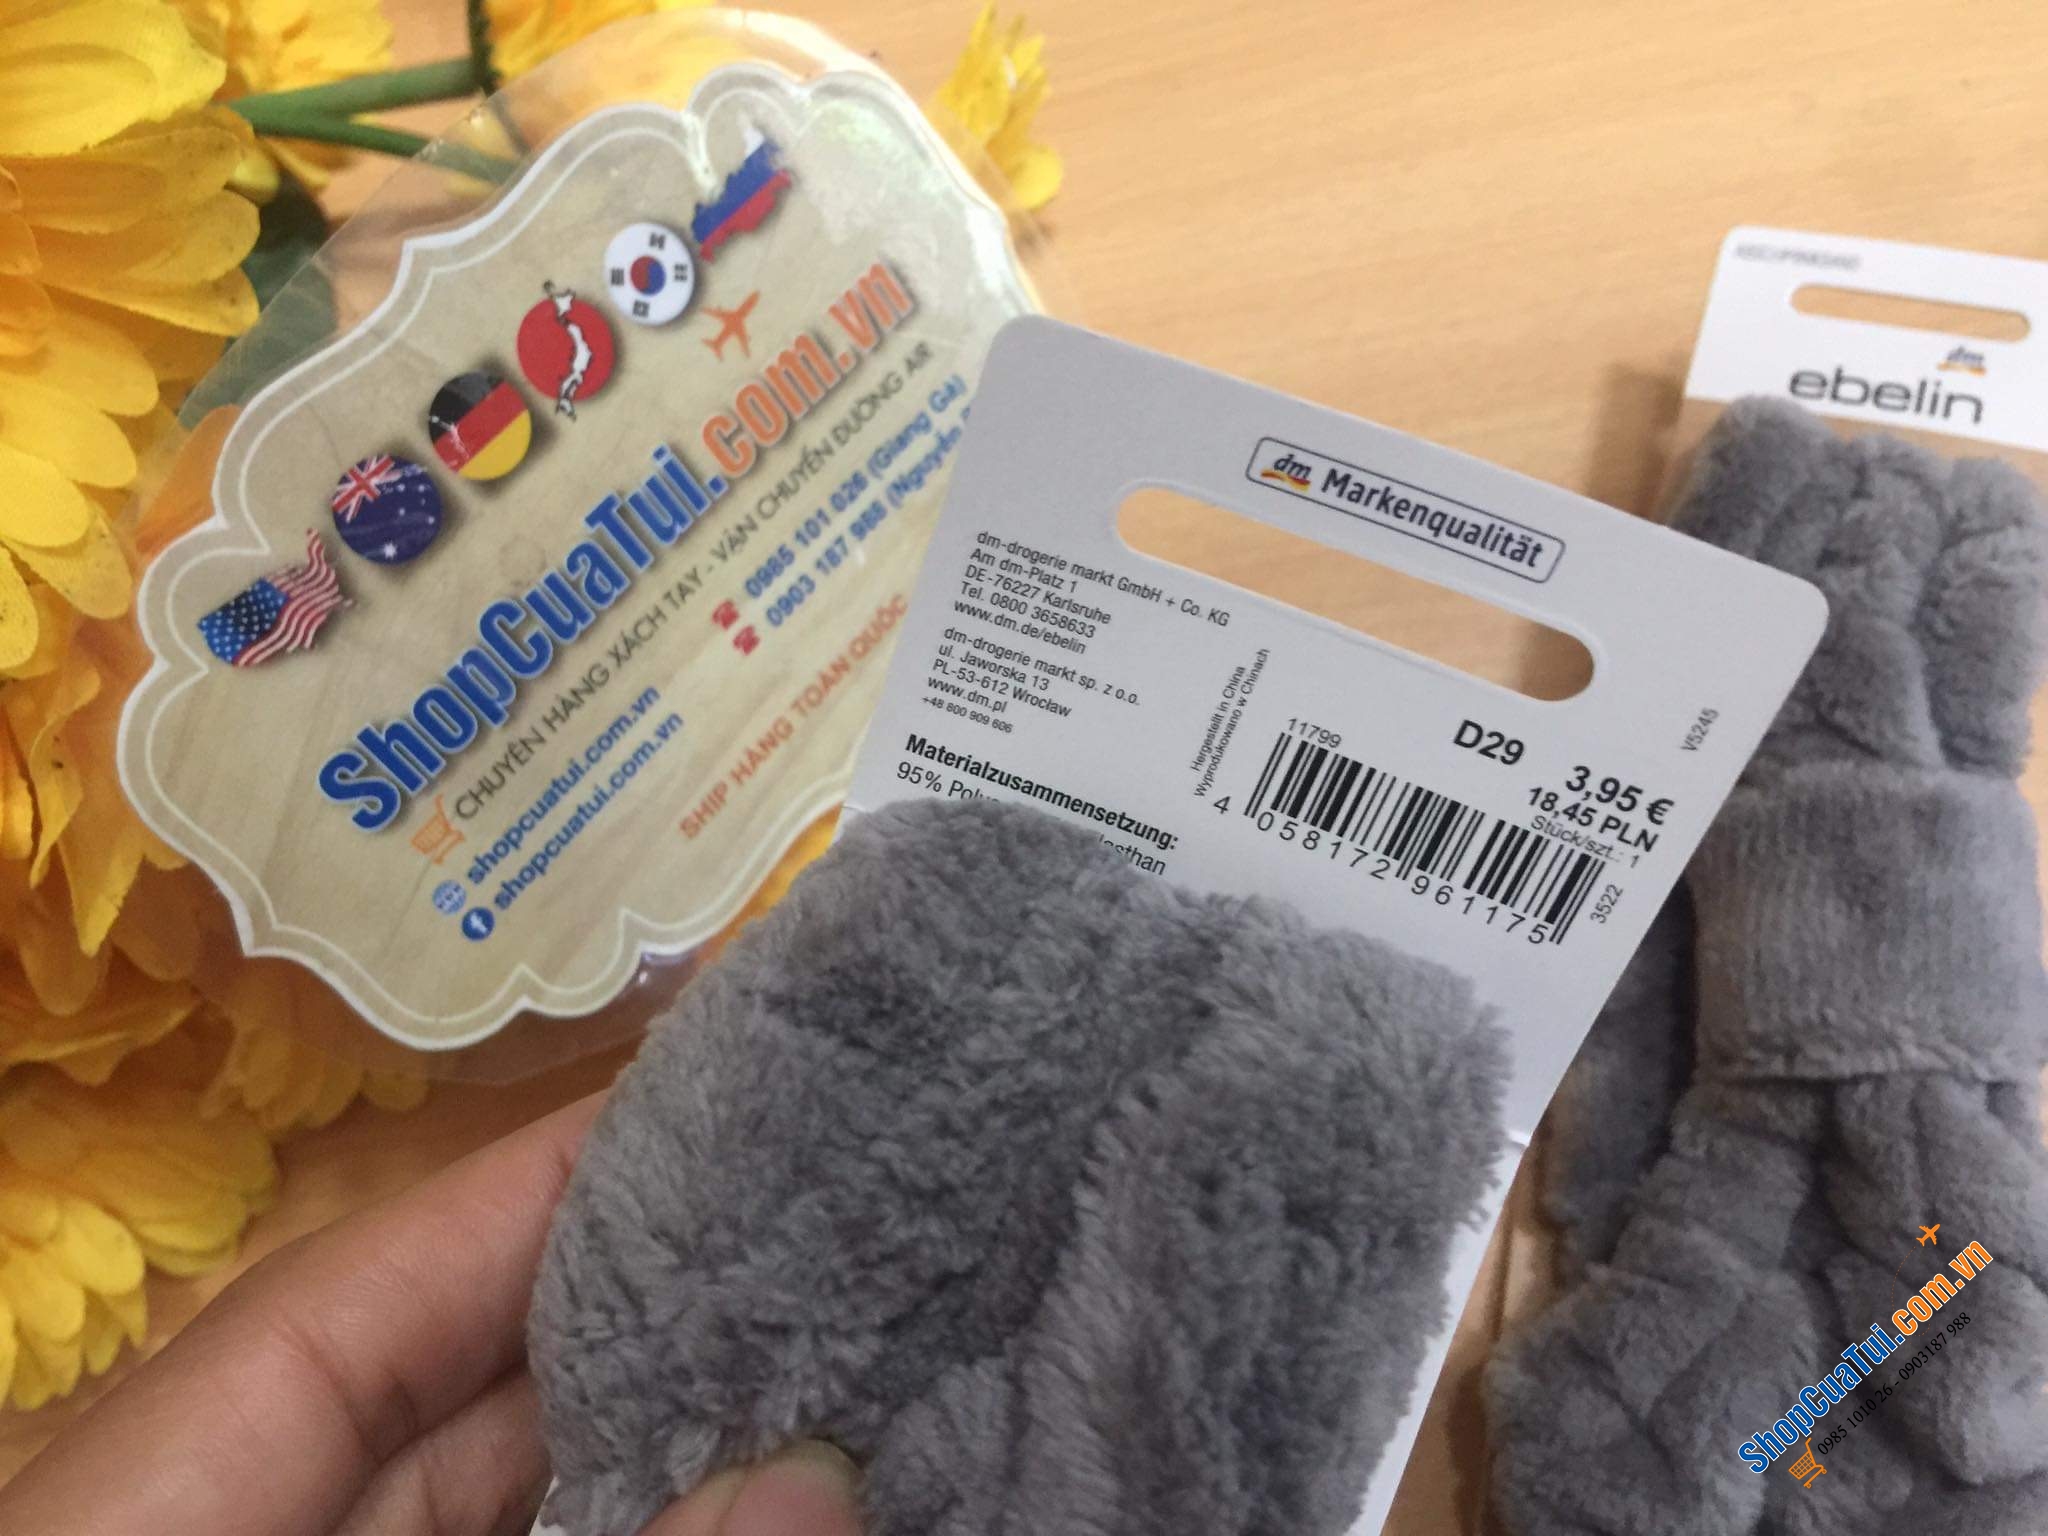 ShopCuaTui.com.vn
CHUYÊN HÀNG XÁCH TAY - VẬN CHUYỂN ĐƯỜNG AIR
0985 101 026 (Giang Gà)
0903 187 988 (Nguyễn
shopcuatui.com.vn
shopcuatui.com.vn
SHIP HÀNG TOÀN QUỐC
dm Markenqualität
dm-drogerie markt GmbH + Co. KG
Am dm-Platz 1
DE-76227 Karlsruhe
Tel. 0800 3658633
www.dm.de/ebelin
dm-drogerie markt sp. z o.o.
ul. Jaworska 13
PL-53-612 Wrocław
www.dm.pl
+48 800 909 606
Materialzusammensetzung:
95%
Hergestellt in China
Wyprodukowano w Chinach
11799
D29
V5245
3,95 €
18,45 PLN
Stück/szt.: 1
4 058172 961175
3522
dm
ebelin
ShopCuaTui.com.vn
0985 1010 26 - 0903187 988